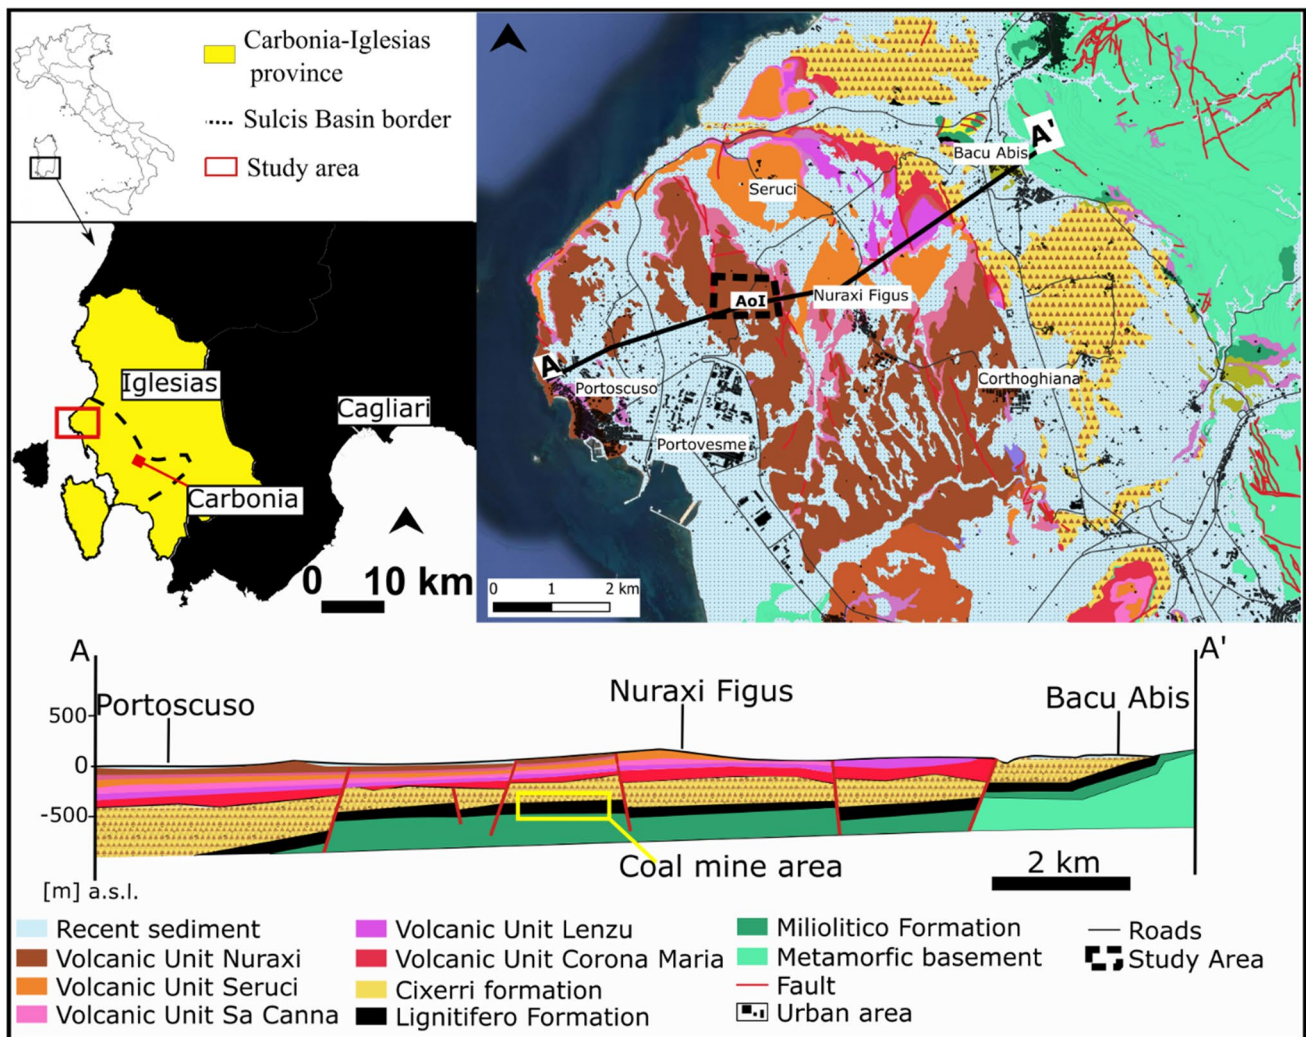 Carbonia-Iglesias
province
Sulcis Basin border
Study area
Iglesias
Cagliari
Carbonia
0 10 km
A'
Bacu Abis
Seruci
AoI
Nuraxi Figus
A
Portoscuso
Corthoghiana
Portovesme
0 1 2 km
A
A'
Portoscuso
Nuraxi Figus
Bacu Abis
500
0
-500
Coal mine area
2 km
[m] a.s.l.
Recent sediment
Volcanic Unit Nuraxi
Volcanic Unit Seruci
Volcanic Unit Sa Canna
Volcanic Unit Lenzu
Volcanic Unit Corona Maria
Cixerri formation
Lignitifero Formation
Miliolitico Formation
Metamorfic basement
Fault
Urban area
Roads
Study Area